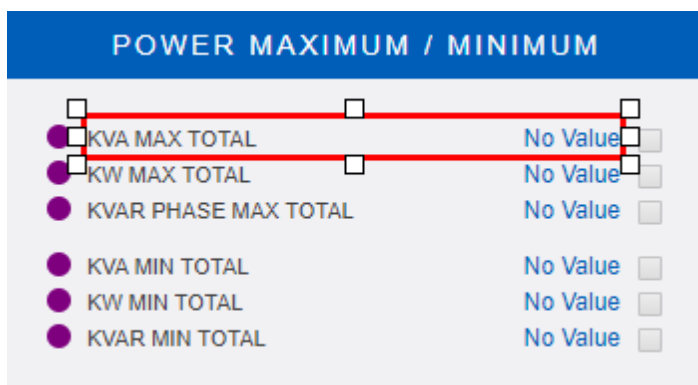 POWER MAXIMUM / MINIMUM
KVA MAX TOTAL No Value
KW MAX TOTAL No Value
KVAR PHASE MAX TOTAL No Value
KVA MIN TOTAL No Value
KW MIN TOTAL No Value
KVAR MIN TOTAL No Value